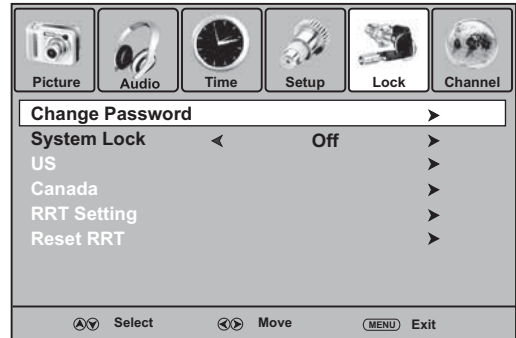 Picture Audio Time Setup Lock Channel
Change Password
System Lock Off
US
Canada
RRT Setting
Reset RRT
Select Move MENU Exit